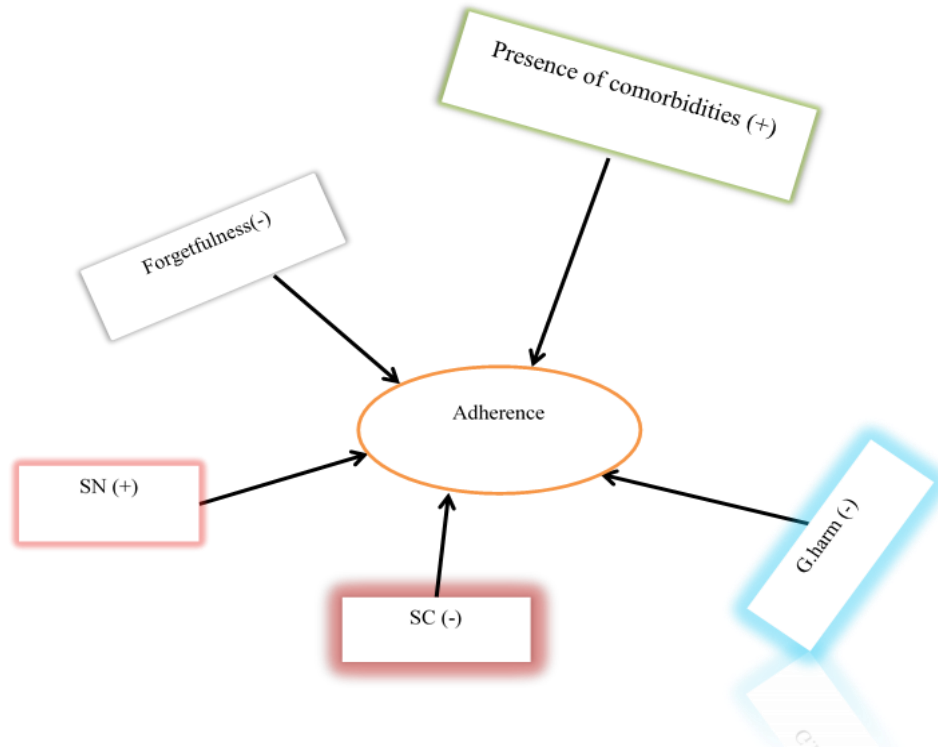 Presence of comorbidities (+)
Forgetfulness(-)
Adherence
SN (+)
G.harm (-)
SC (-)